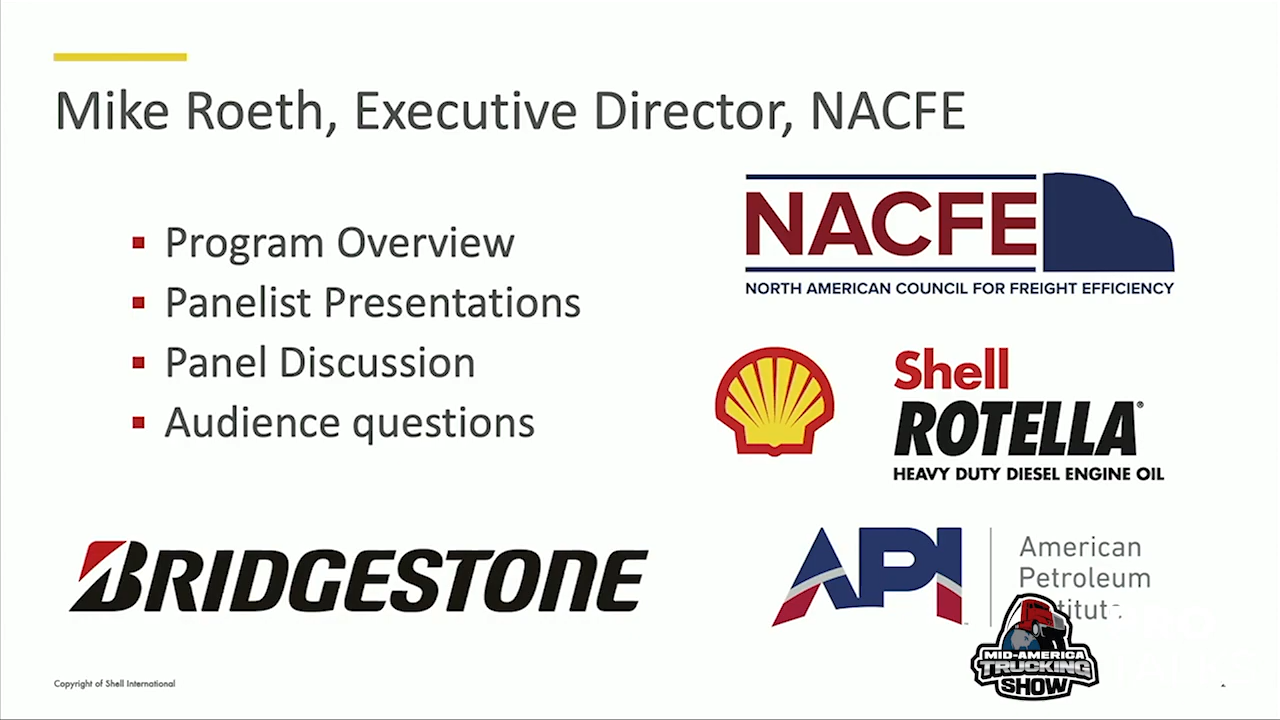 Mike Roeth, Executive Director, NACFE
Program Overview
Panelist Presentations
Panel Discussion
Audience questions
NACFE
NORTH AMERICAN COUNCIL FOR FREIGHT EFFICIENCY
Shell
ROTELLA®
HEAVY DUTY DIESEL ENGINE OIL
BRIDGESTONE
API
American
Petroleum
MID-AMERICA
TRUCKING
SHOW
Copyright of Shell International